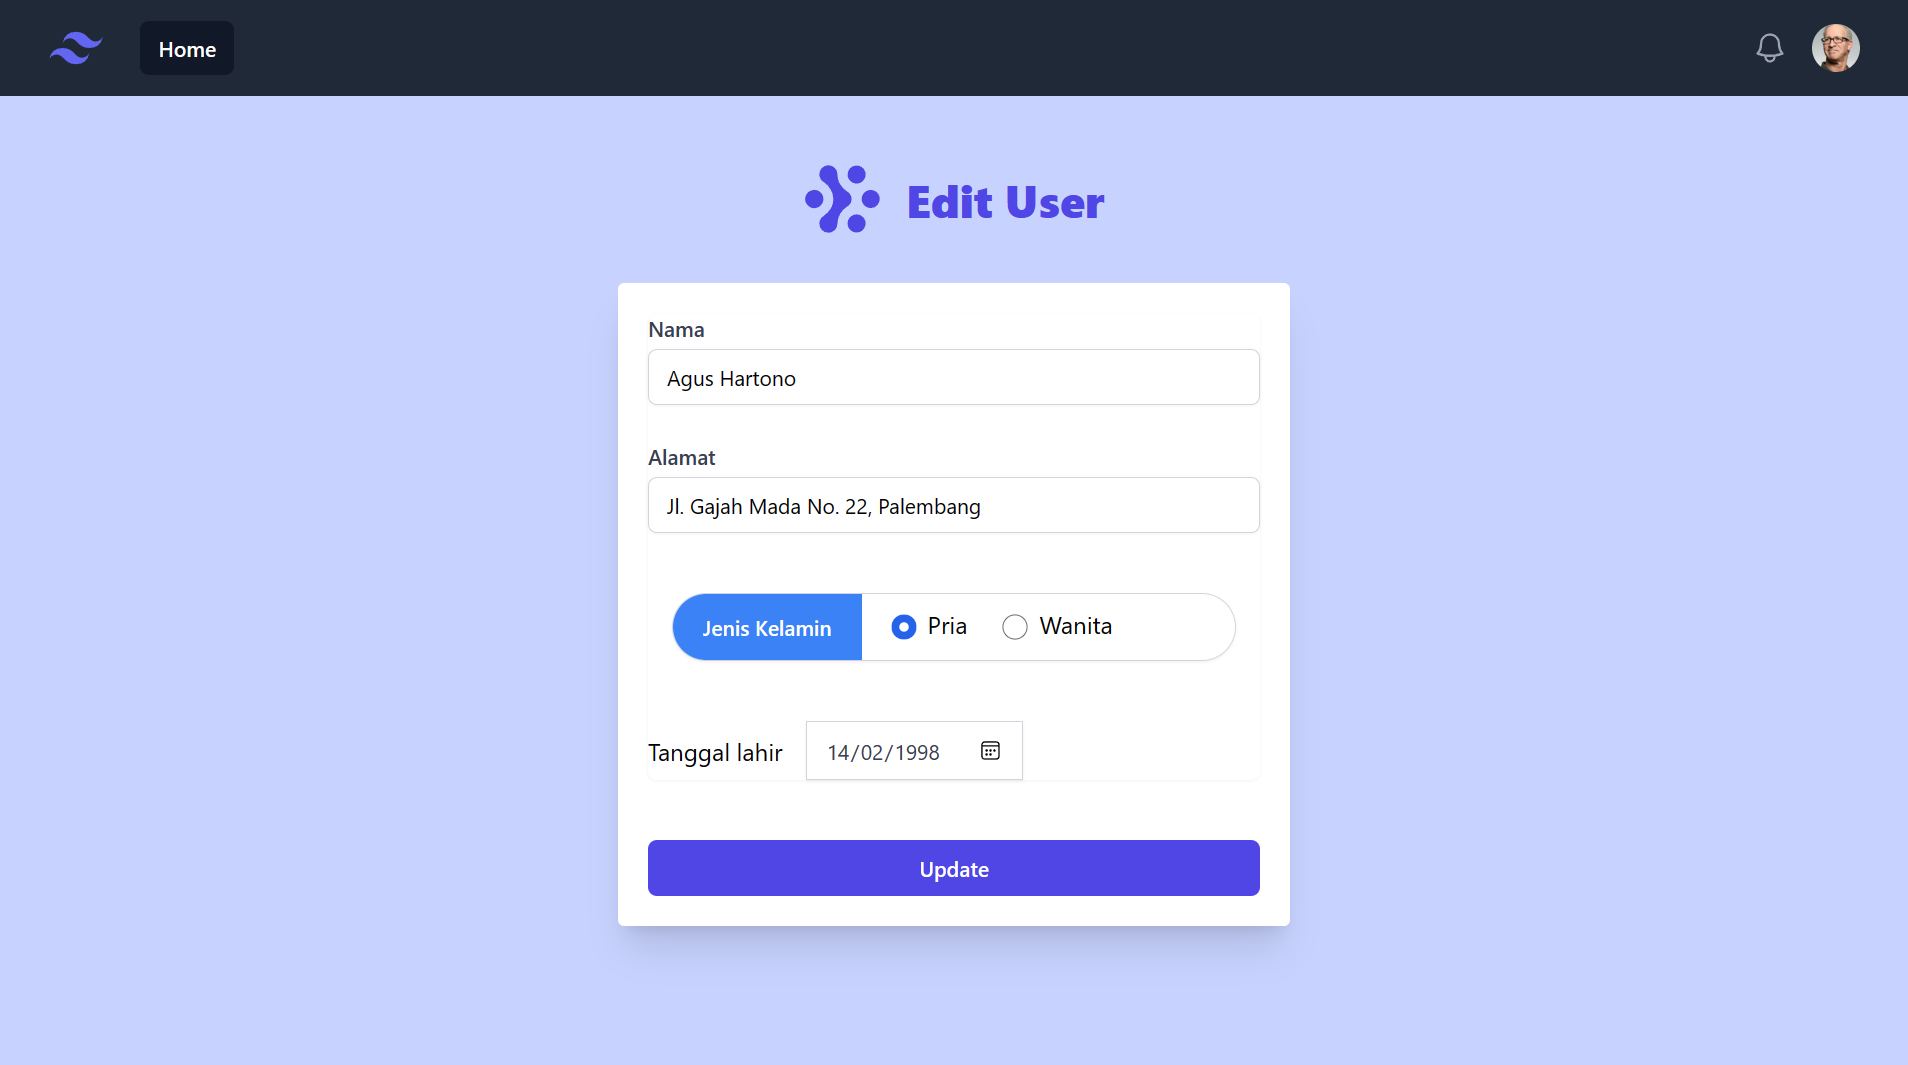 Home
Edit User
Nama
Agus Hartono
Alamat
Jl. Gajah Mada No. 22, Palembang
Jenis Kelamin Pria Wanita
Tanggal lahir 14/02/1998
Update